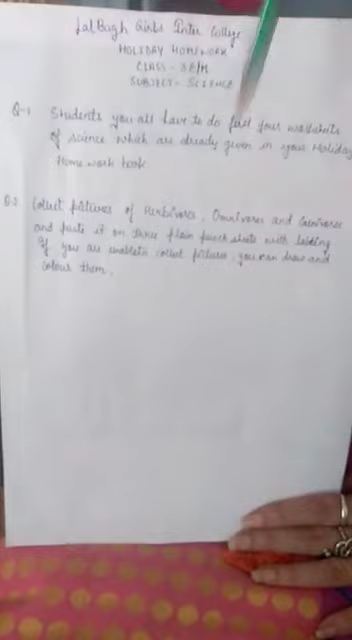 Lalbagh Girls Inter College
HOLIDAY HOMEWORK
CLASS - 3E/M
SUBJECT - SCIENCE
Q-1 Students you all have to do first four worksheets
of science which are already given in your Holiday
Home work book.
Q.2 Collect pictures of Herbivores, Omnivores and Carnivores
and paste it on three plain punch sheets with labling
If you are unable to collect pictures, you can draw and
colour them.